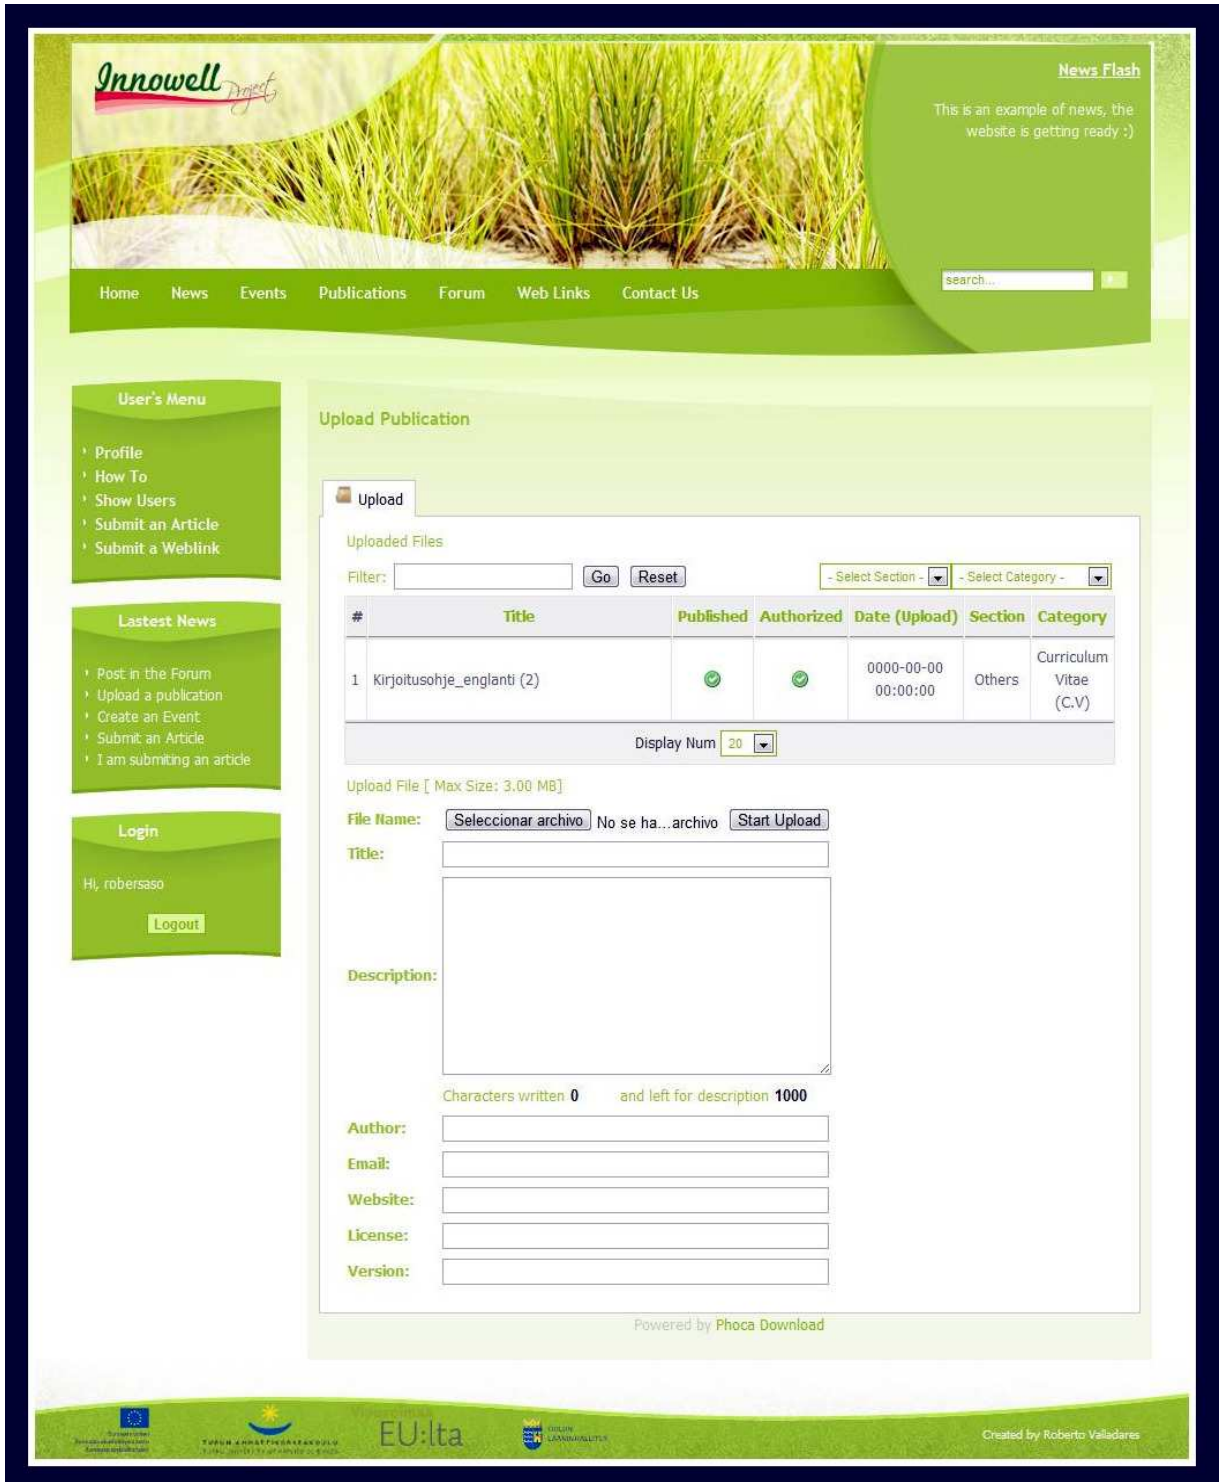 Innowell Project
News Flash
This is an example of news, the
website is getting ready :)
search...
Home News Events Publications Forum Web Links Contact Us
User's Menu
Profile
How To
Show Users
Submit an Article
Submit a Weblink
Lastest News
Post in the Forum
Upload a publication
Create an Event
Submit an Article
I am submiting an article
Login
Hi, robersaso
Logout
Upload Publication
Upload
Uploaded Files
Filter: Go Reset - Select Section - - Select Category -
# Title Published Authorized Date (Upload) Section Category
1 Kirjoitusohje_englanti (2) 0000-00-00 00:00:00 Others Curriculum Vitae (C.V)
Display Num 20
Upload File [ Max Size: 3.00 MB]
File Name: Seleccionar archivo No se ha...archivo Start Upload
Title:
Description:
Characters written 0 and left for description 1000
Author:
Email:
Website:
License:
Version:
Powered by Phoca Download
TURUN AMMATTIKORKEAKOULU
EU:lta
OULUN
LÄÄNINHALLITUS
Created by Roberto Valladares